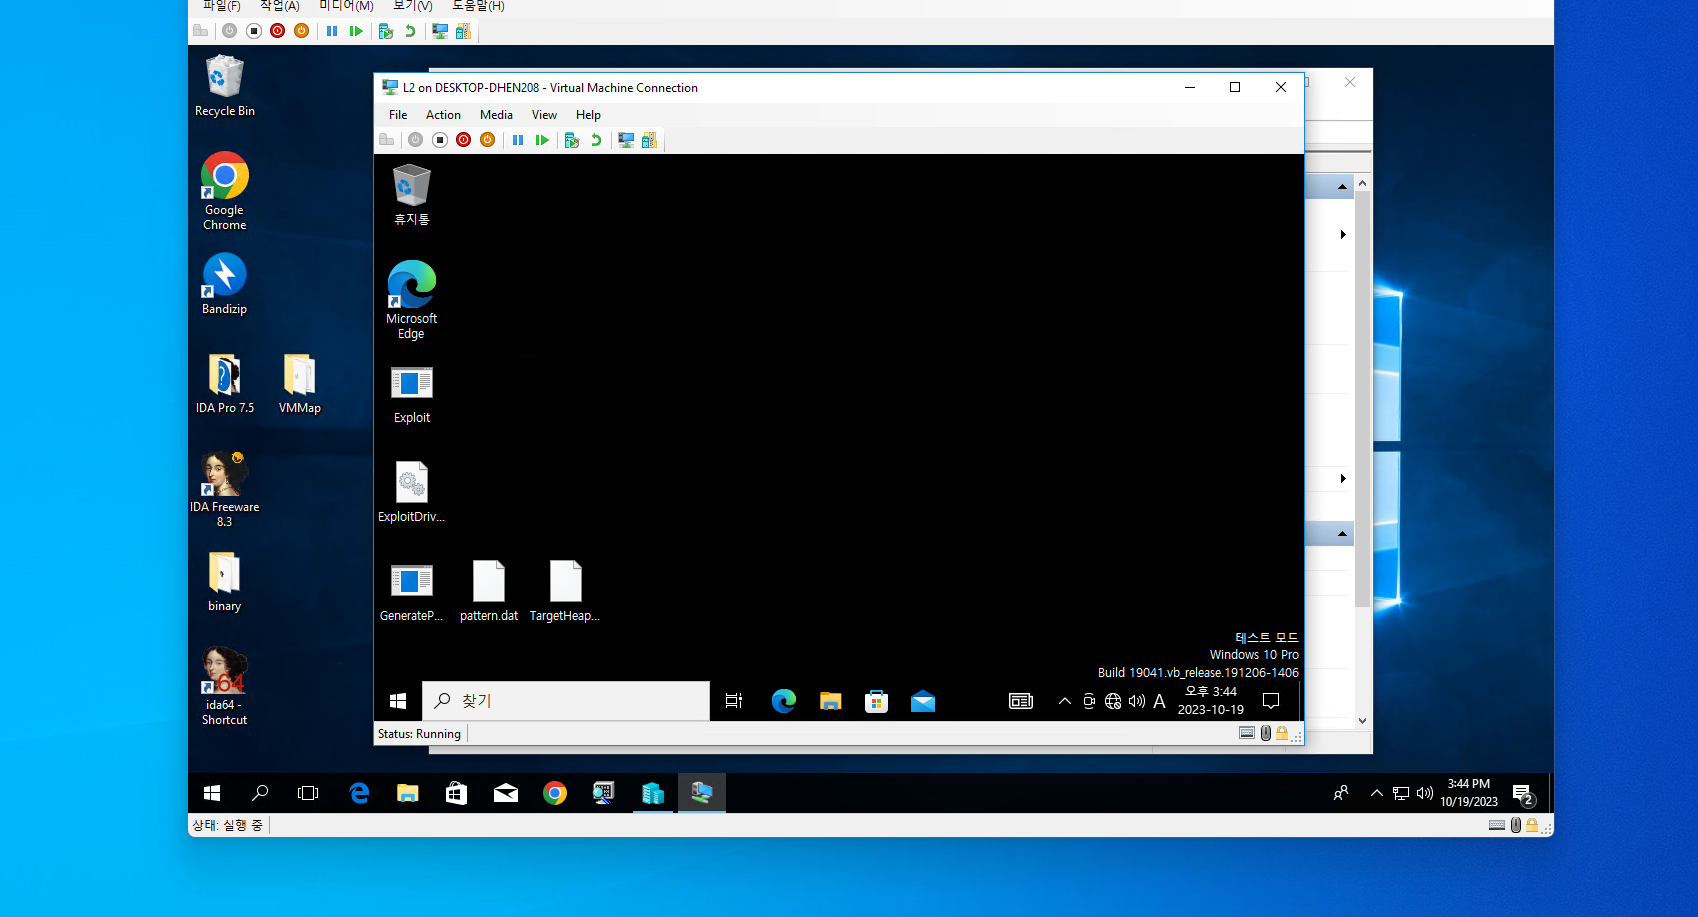 파일(F) 작업(A) 미디어(M) 보기(V) 도움말(H)
Recycle Bin
Google
Chrome
Bandizip
IDA Pro 7.5
VMMap
IDA Freeware
8.3
binary
64
ida64 -
Shortcut
L2 on DESKTOP-DHEN208 - Virtual Machine Connection
File Action Media View Help
휴지통
Microsoft
Edge
Exploit
ExploitDriv...
GenerateP...
pattern.dat
TargetHeap...
테스트 모드
Windows 10 Pro
Build 19041.vb_release.191206-1406
찾기
A
오후 3:44
2023-10-19
Status: Running
3:44 PM
10/19/2023
2
상태: 실행 중